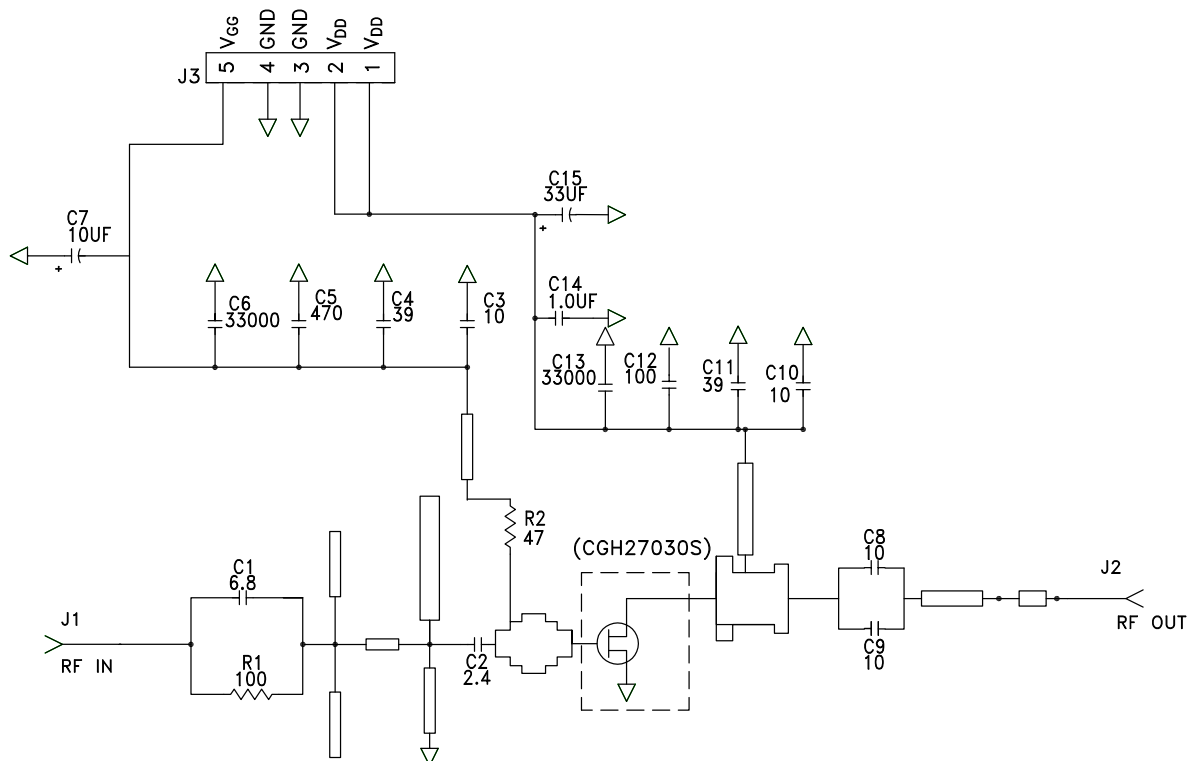 VGG
GND
GND
VDD
VDD
J3
5
4
3
2
1
C15
33UF
+
C7
10UF
+
C14
1.0UF
C6
33000
C5
470
C4
39
C3
10
C13
33000
C12
100
C11
39
C10
10
R2
47
(CGH27030S)
C8
10
C1
6.8
J2
RF OUT
J1
RF IN
R1
100
C2
2.4
C9
10